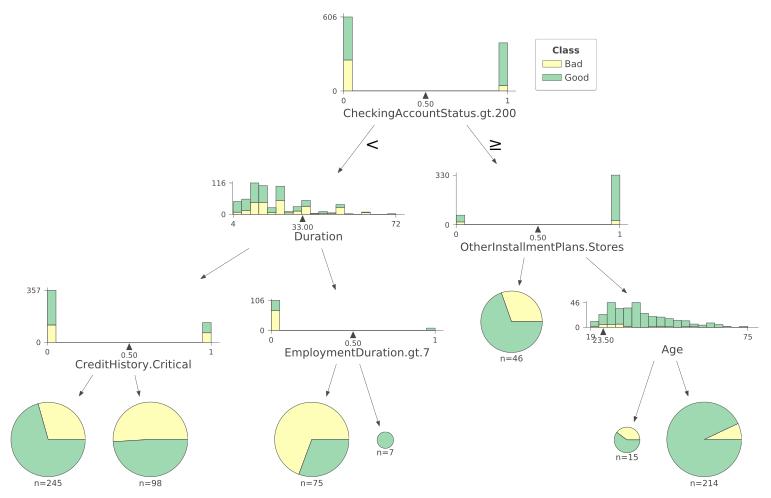 606
0
0
0.50
1
CheckingAccountStatus.gt.200
Class
Bad
Good
<
≥
116
0
4
33.00
72
Duration
330
0
0
0.50
1
OtherInstallmentPlans.Stores
357
0
0
0.50
1
CreditHistory.Critical
106
0
0
0.50
1
EmploymentDuration.gt.7
n=46
46
0
19
23.50
75
Age
n=245
n=98
n=75
n=7
n=15
n=214